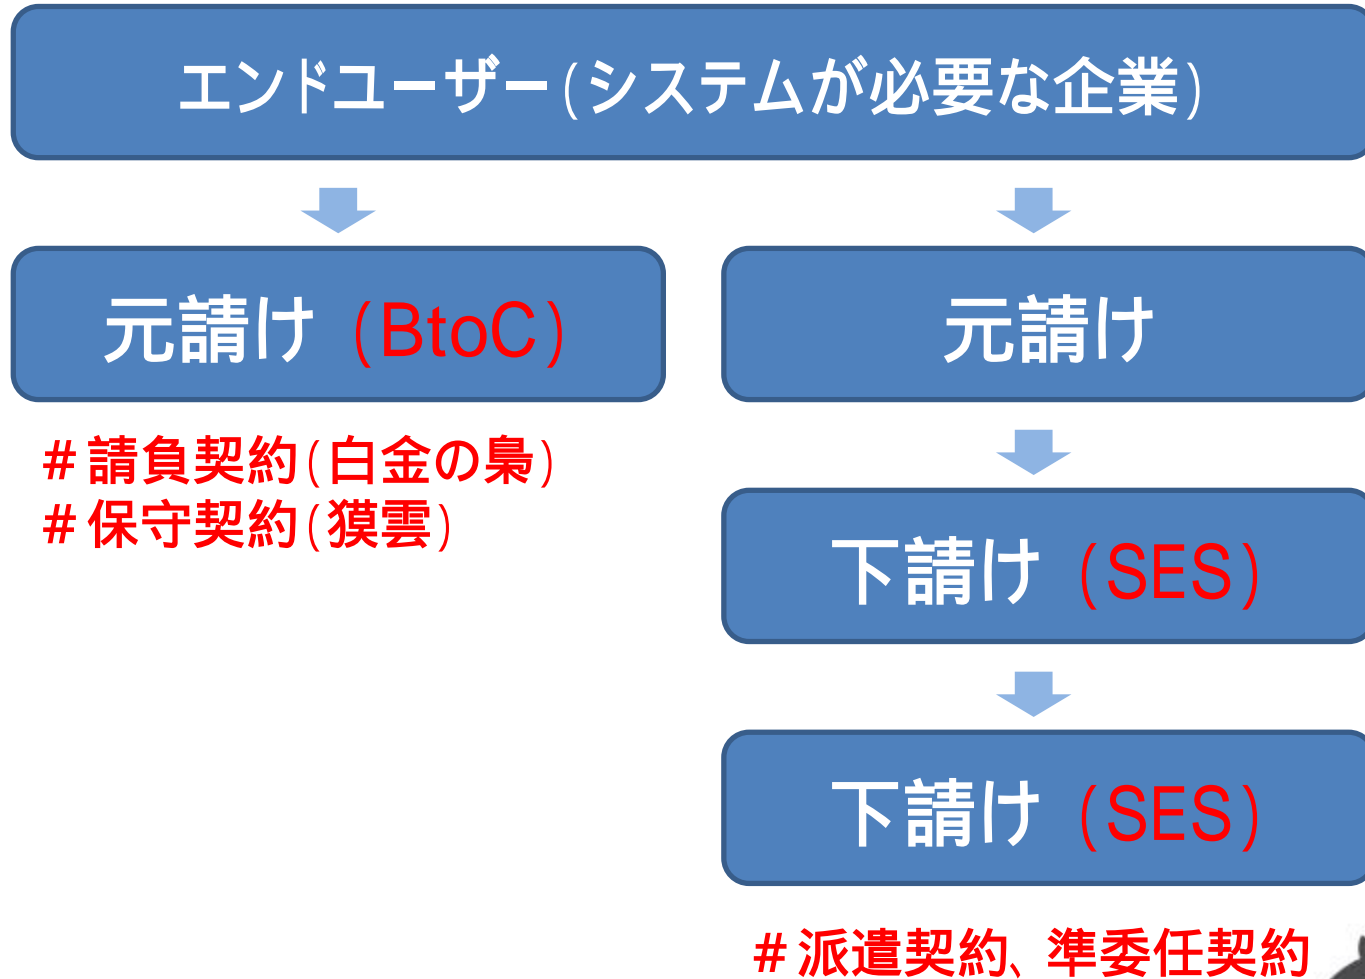 エンドユーザー(システムが必要な企業)
元請け (BtoC)
元請け
#請負契約(白金の梟)
#保守契約(獏雲)
下請け (SES)
下請け (SES)
#派遣契約、準委任契約